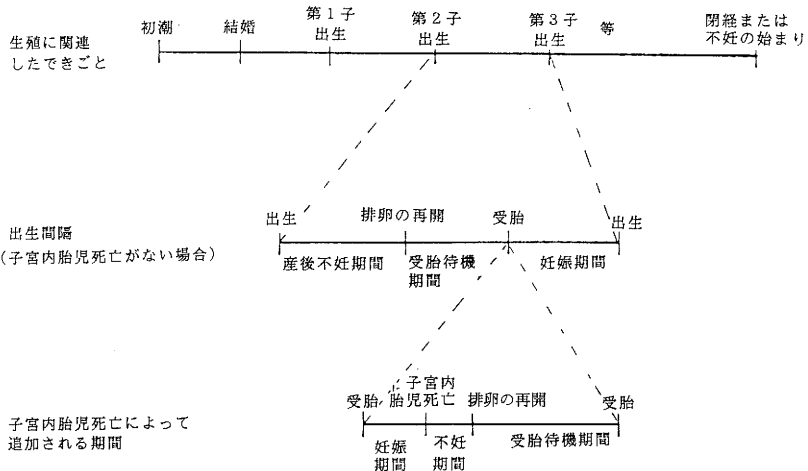 生殖に関連
したできごと
初潮
結婚
第1子
出生
第2子
出生
第3子
出生
等
閉経または
不妊の始まり
出生間隔
(子宮内胎児死亡がない場合)
出生
排卵の再開
受胎
出生
産後不妊期間
受胎待機
期間
妊娠期間
子宮内胎児死亡によって
追加される期間
受胎
子宮内
胎児死亡
排卵の再開
受胎
妊娠
期間
不妊
期間
受胎待機期間